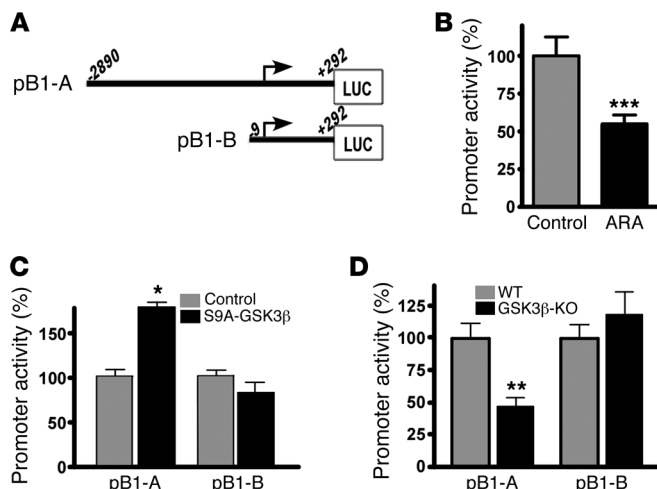 A
-2890
+292
pB1-A
LUC
-9
+292
pB1-B
LUC
B
Promoter activity (%)
100
75
50
25
0
***
Control
ARA
C
Promoter activity (%)
150
100
50
0
*
Control
S9A-GSK3β
pB1-A
pB1-B
D
Promoter activity (%)
125
100
75
50
25
0
**
WT
GSK3β-KO
pB1-A
pB1-B